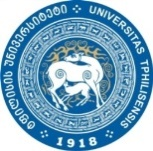 ᲗᲑᲘᲚᲘᲡᲘᲡ ᲣᲜᲘᲕᲔᲠᲡᲘᲢᲔᲢᲘ
UNIVERSITAS TPHILISENSIS
1918